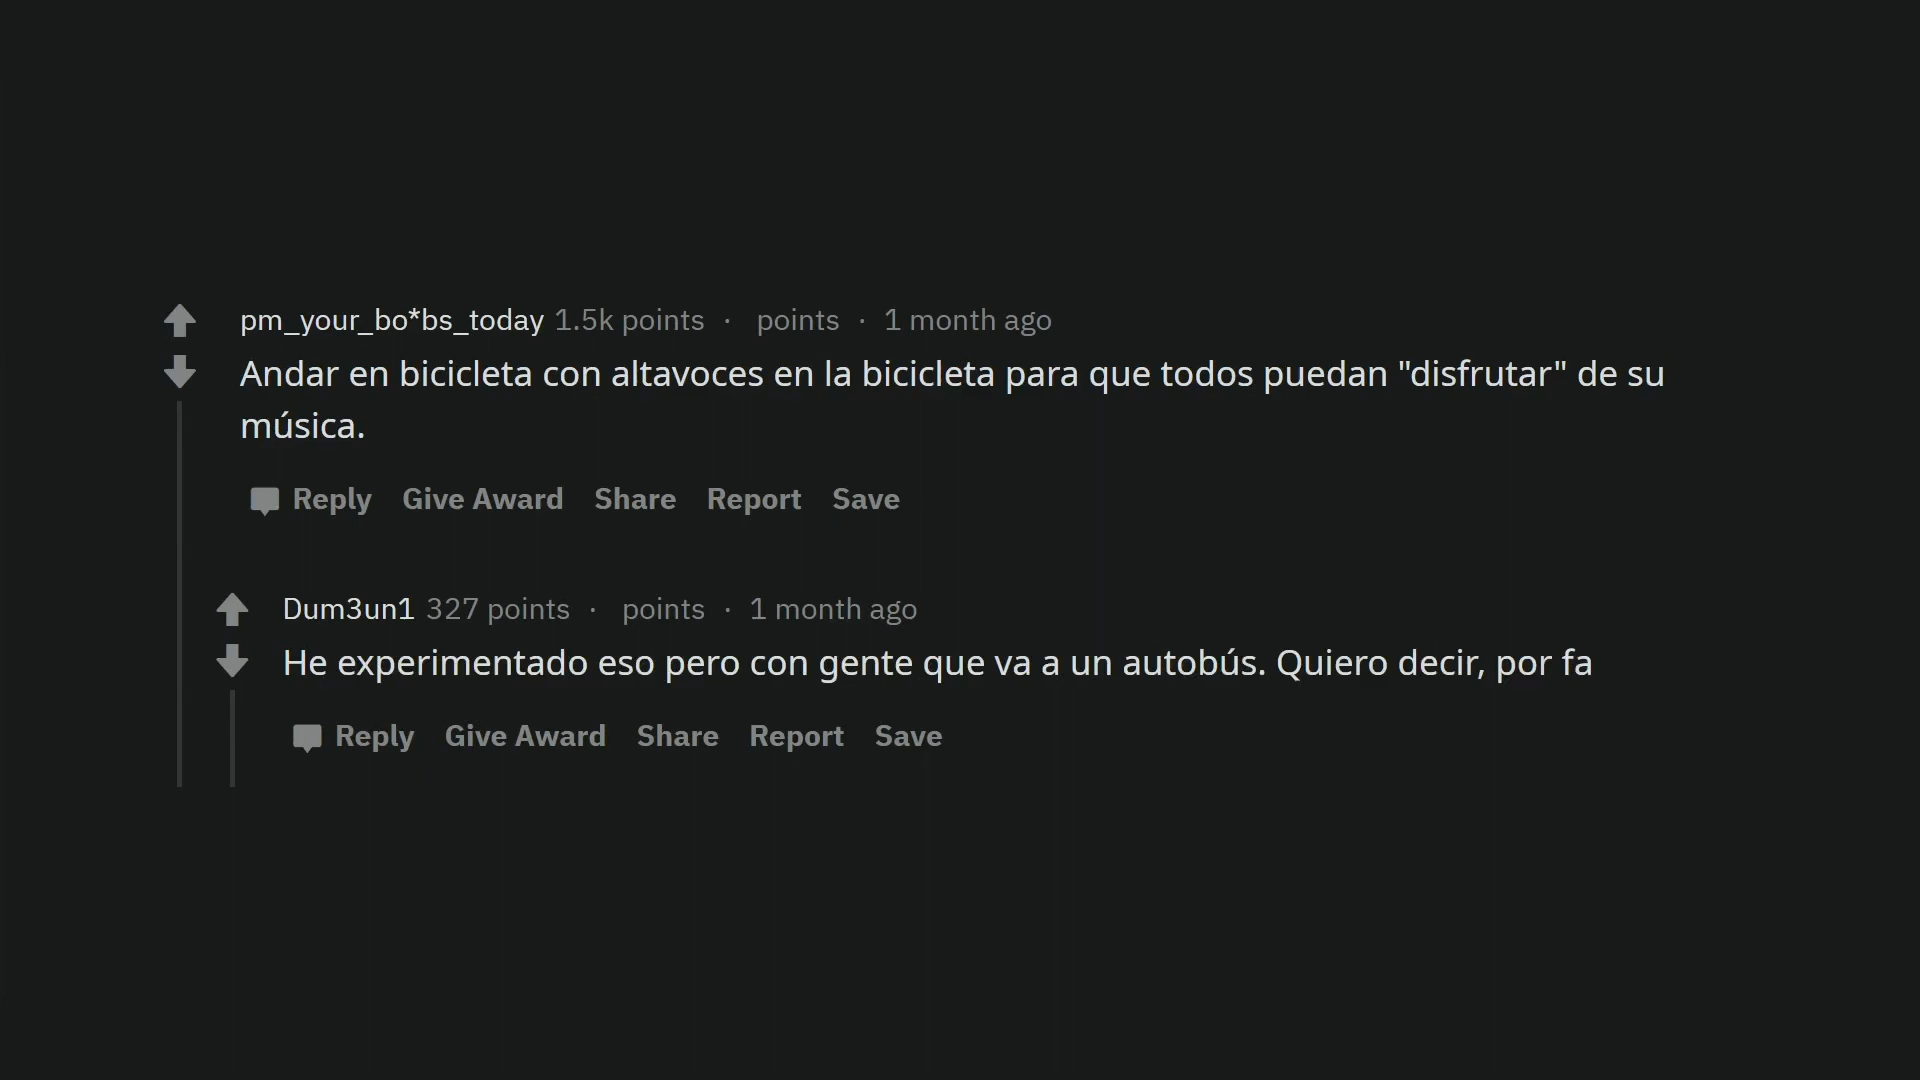 pm_your_bo*bs_today 1.5k points · points · 1 month ago
Andar en bicicleta con altavoces en la bicicleta para que todos puedan "disfrutar" de su
música.
Reply Give Award Share Report Save
Dum3un1 327 points · points · 1 month ago
He experimentado eso pero con gente que va a un autobús. Quiero decir, por fa
Reply Give Award Share Report Save